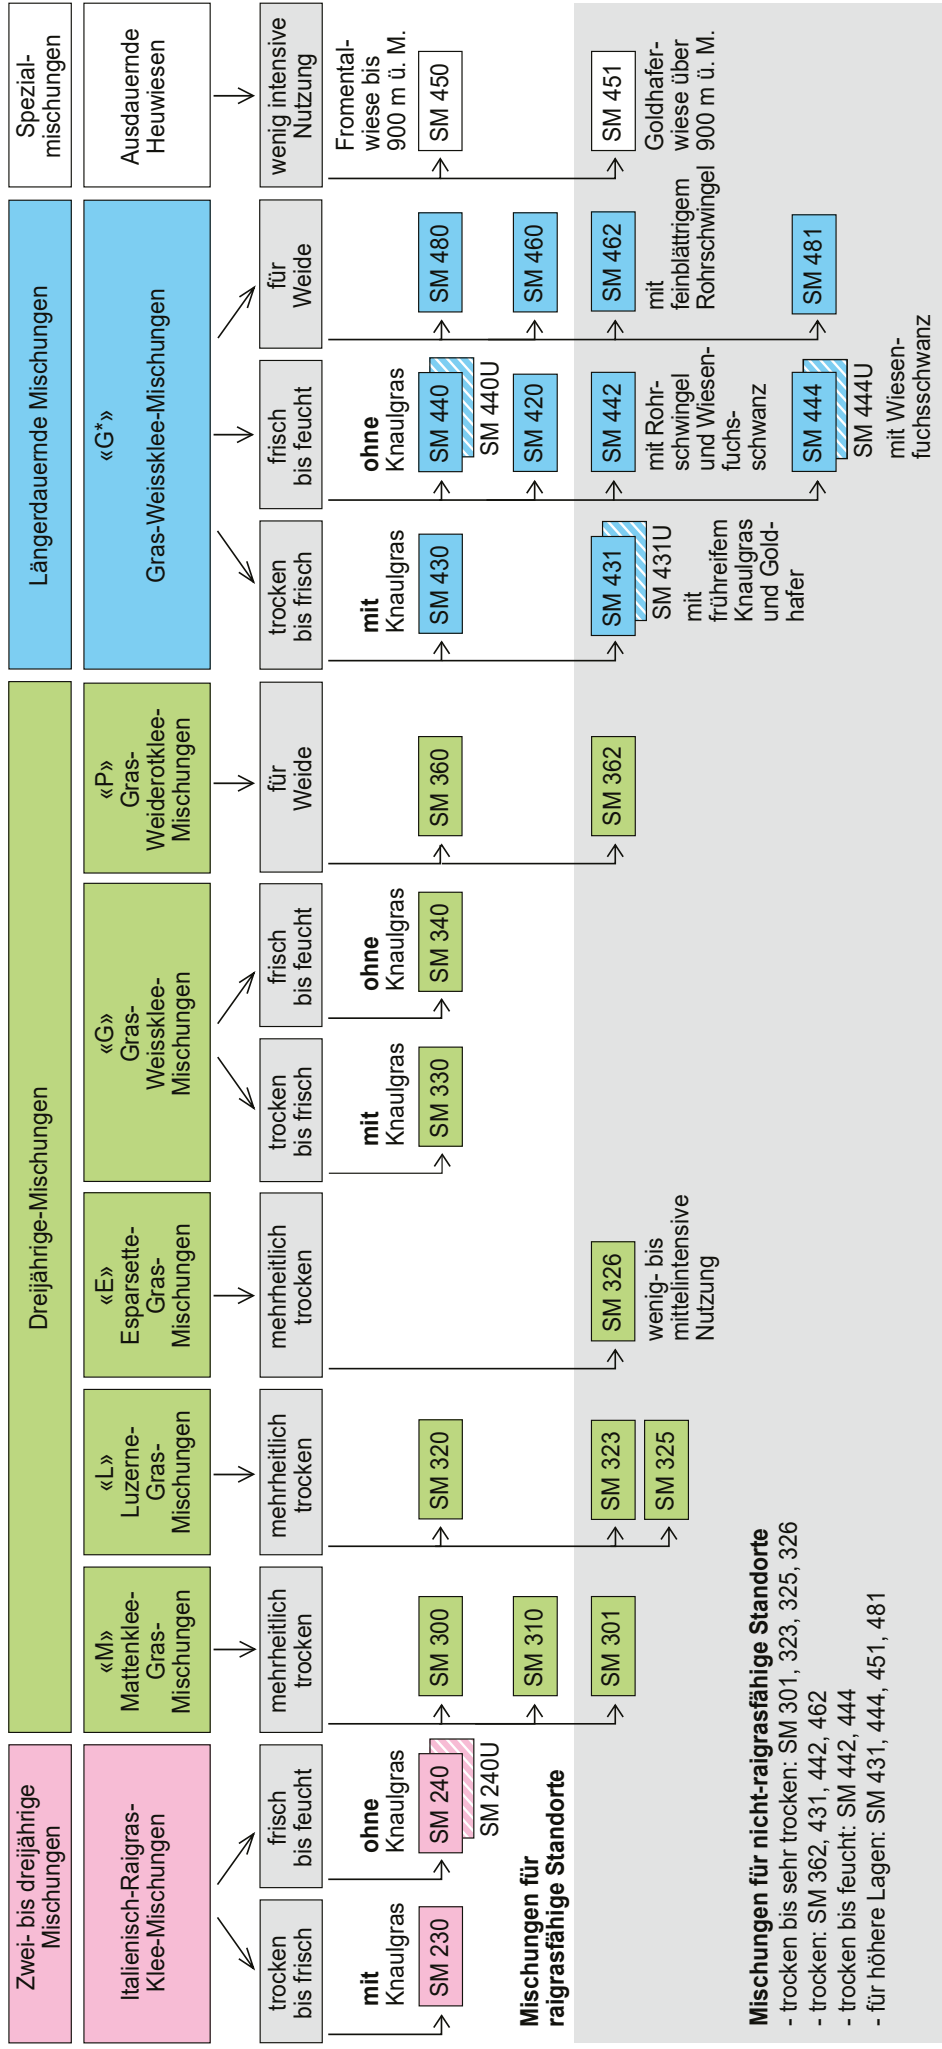 Zwei- bis dreijährige
Mischungen
Dreijährige-Mischungen
Längerdauernde Mischungen
Spezial-
mischungen
Italienisch-Raigras-
Klee-Mischungen
«M»
Mattenklee-
Gras-
Mischungen
«L»
Luzerne-
Gras-
Mischungen
«E»
Esparsette-
Gras-
Mischungen
«G»
Gras-
Weissklee-
Mischungen
«P»
Gras-
Weiderotklee-
Mischungen
«G*»
Gras-Weissklee-Mischungen
Ausdauernde
Heuwiesen
trocken
bis frisch
frisch
bis feucht
mehrheitlich
trocken
mehrheitlich
trocken
mehrheitlich
trocken
trocken
bis frisch
frisch
bis feucht
für
Weide
trocken
bis frisch
frisch
bis feucht
für
Weide
wenig intensive
Nutzung
mit
Knaulgras
SM 230
ohne
Knaulgras
SM 240
SM 240U
SM 300
SM 310
SM 320
mit
Knaulgras
SM 330
ohne
Knaulgras
SM 340
SM 360
mit
Knaulgras
SM 430
ohne
Knaulgras
SM 440
SM 440U
SM 420
SM 480
SM 460
Fromental-
wiese bis
900 m ü. M.
SM 450
Mischungen für
raigrasfähige Standorte
SM 301
SM 323
SM 325
SM 326
wenig- bis
mittelintensive
Nutzung
SM 362
SM 431
SM 431U
mit
frühreifem
Knaulgras
und Gold-
hafer
SM 442
mit Rohr-
schwingel
und Wiesen-
fuchs-
schwanz
SM 444
SM 444U
mit Wiesen-
fuchsschwanz
SM 462
mit
feinblättrigem
Rohrschwingel
SM 481
SM 451
Goldhafer-
wiese über
900 m ü. M.
Mischungen für nicht-raigrasfähige Standorte
- trocken bis sehr trocken: SM 301, 323, 325, 326
- trocken: SM 362, 431, 442, 462
- trocken bis feucht: SM 442, 444
- für höhere Lagen: SM 431, 444, 451, 481